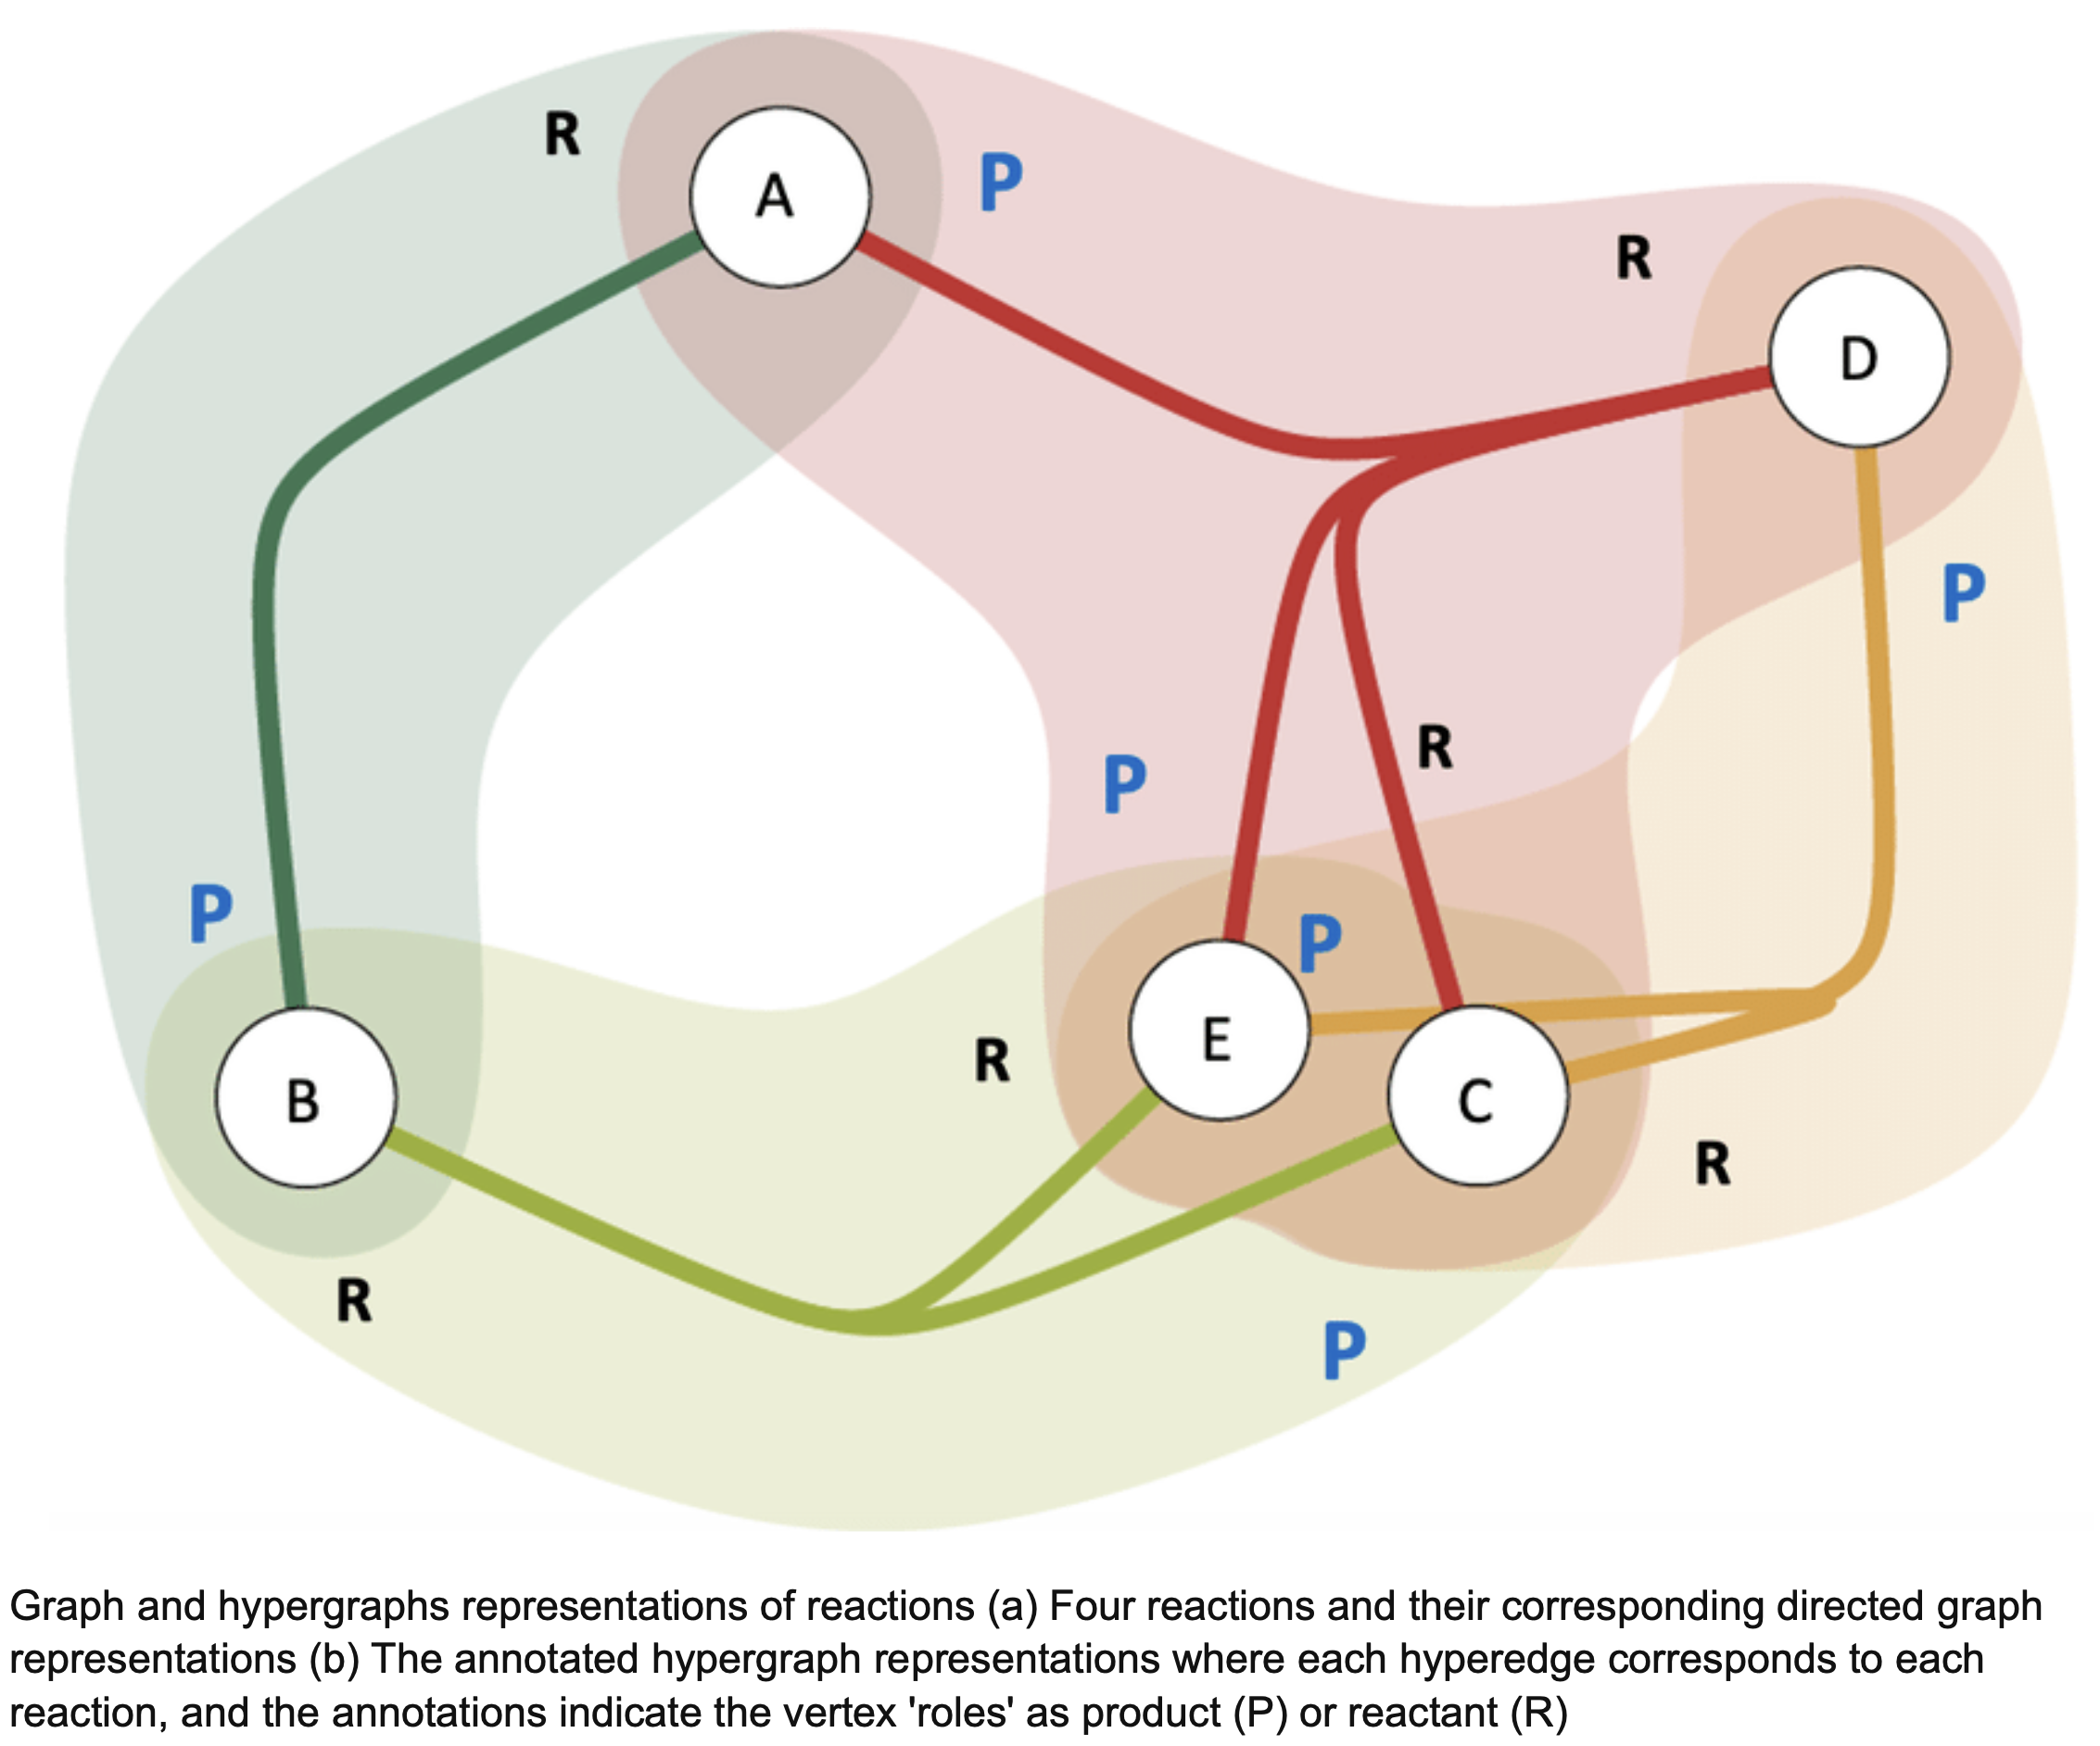 R
A
P
R
D
P
R
P
P
P
E
R
B
C
R
R
P
Graph and hypergraphs representations of reactions (a) Four reactions and their corresponding directed graph
representations (b) The annotated hypergraph representations where each hyperedge corresponds to each
reaction, and the annotations indicate the vertex 'roles' as product (P) or reactant (R)